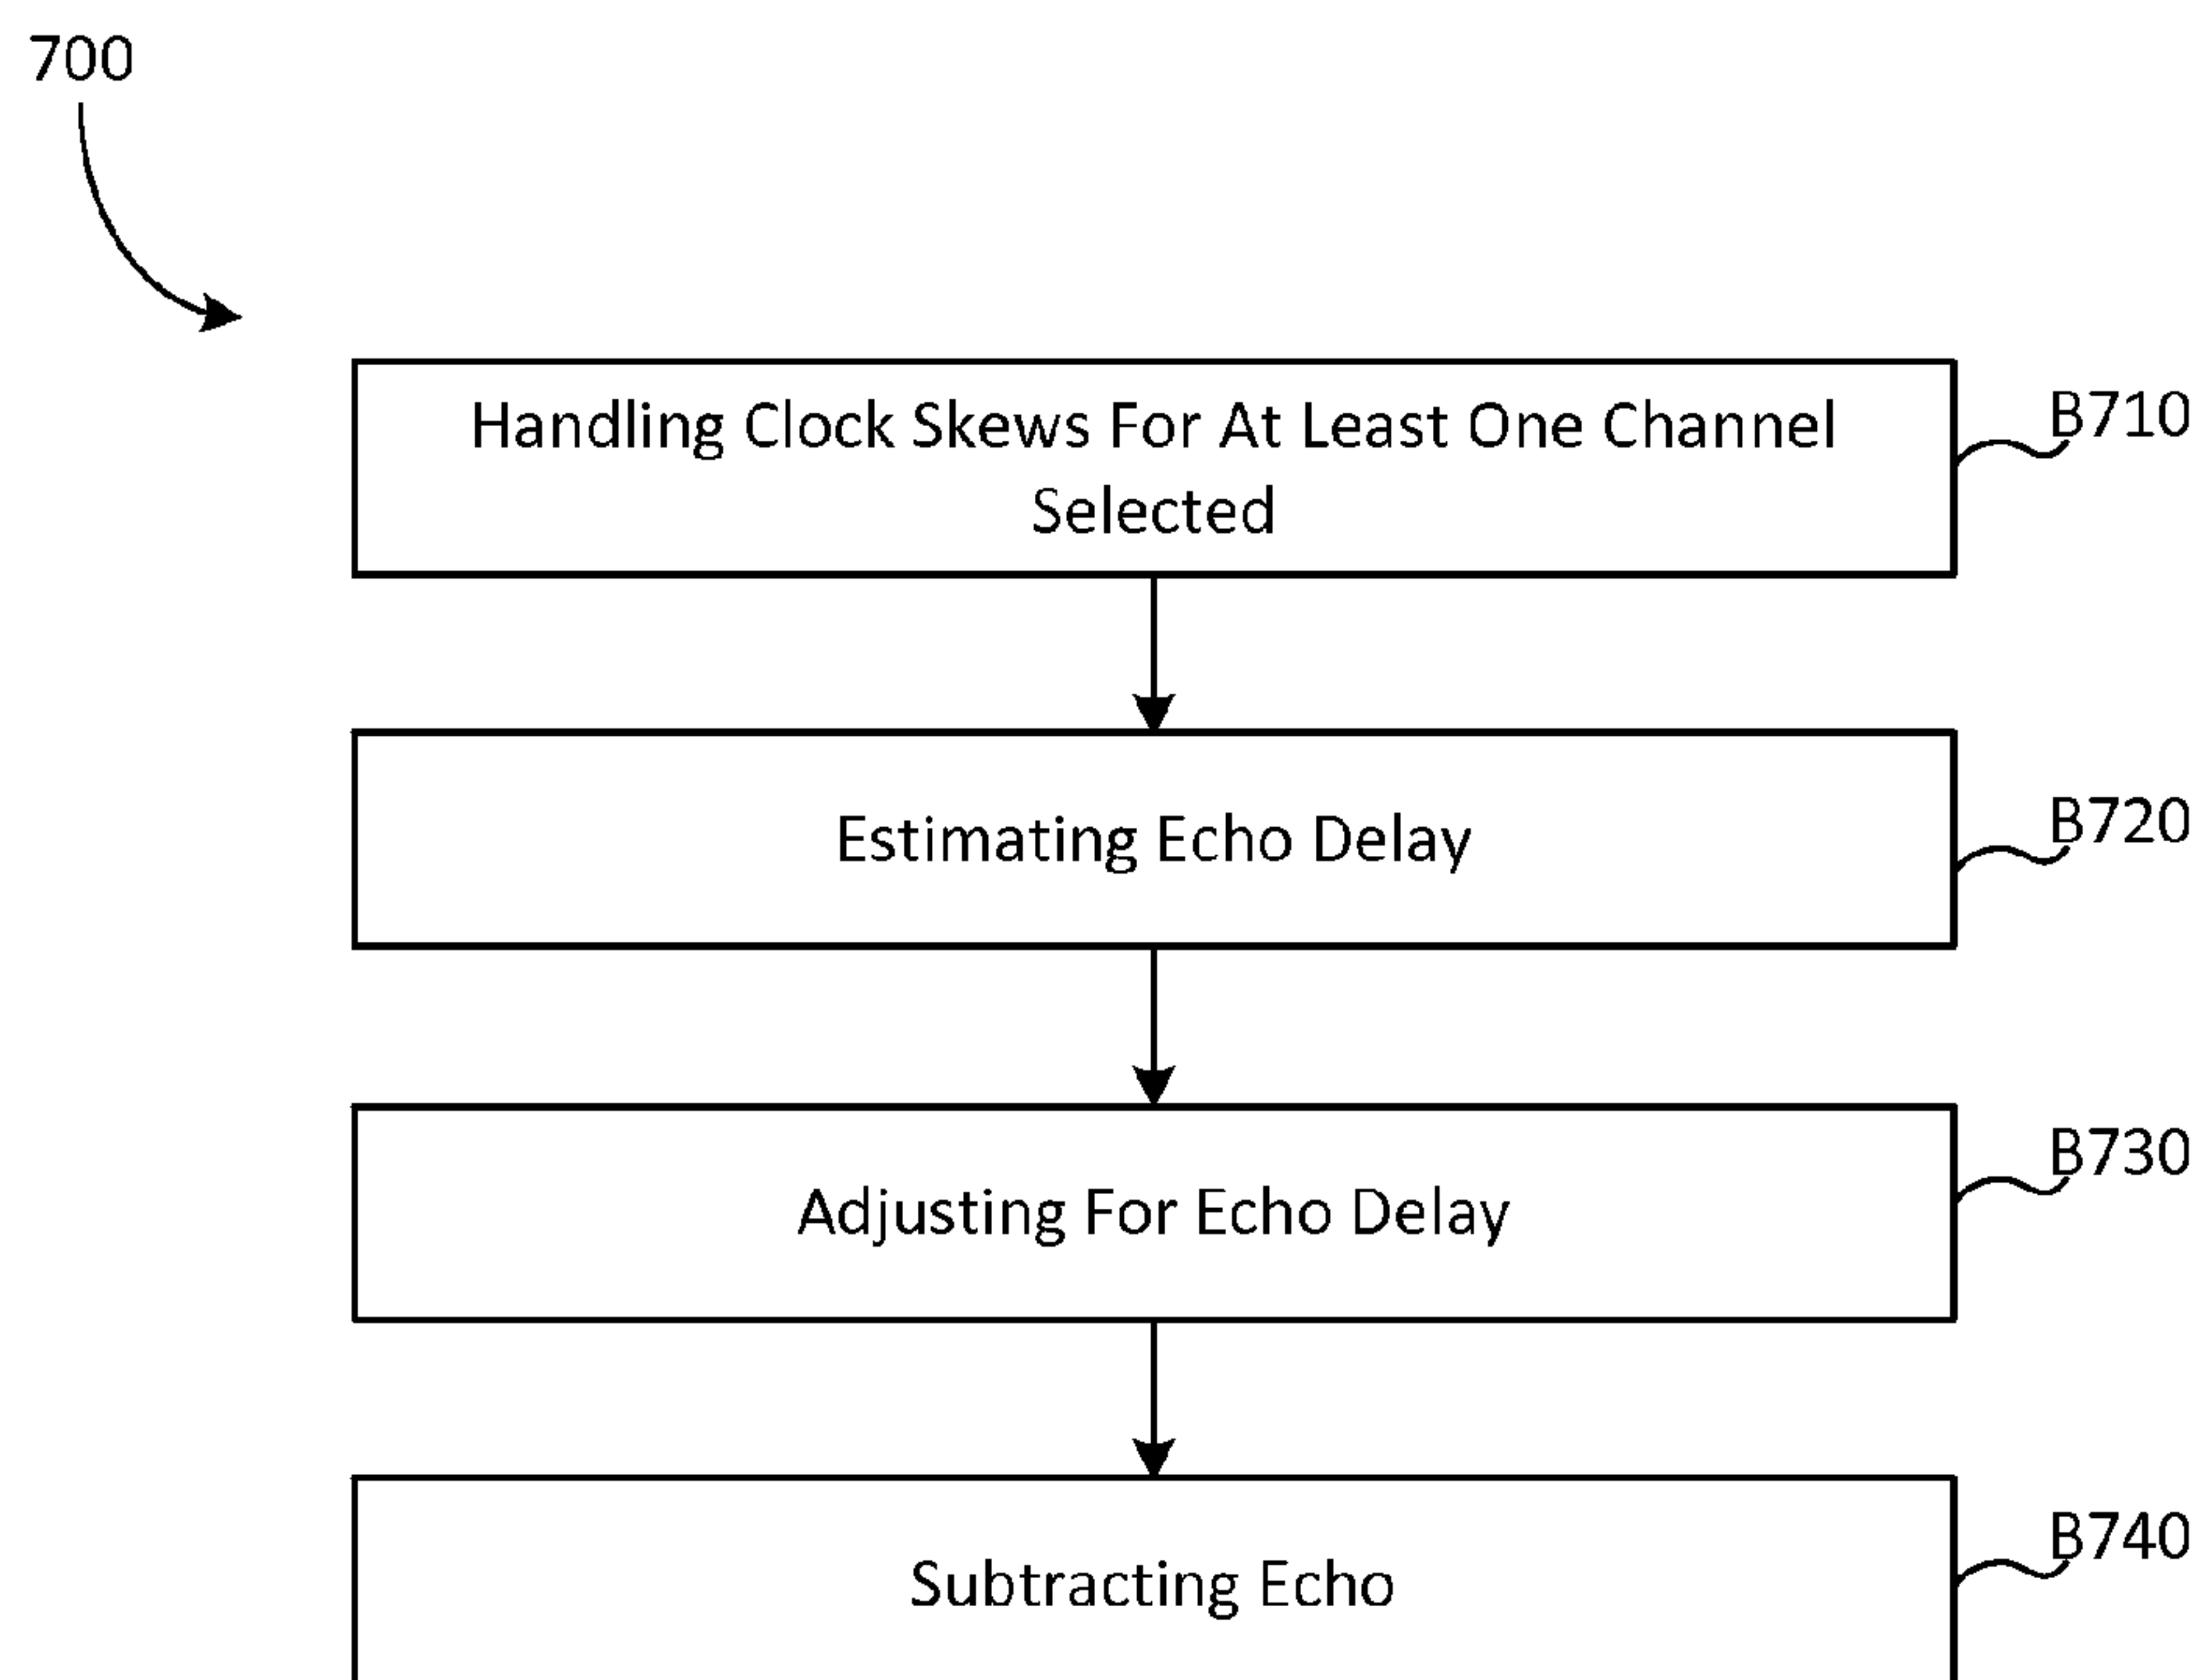 700
Handling Clock Skews For At Least One Channel
Selected
B710
Estimating Echo Delay
B720
Adjusting For Echo Delay
B730
Subtracting Echo
B740